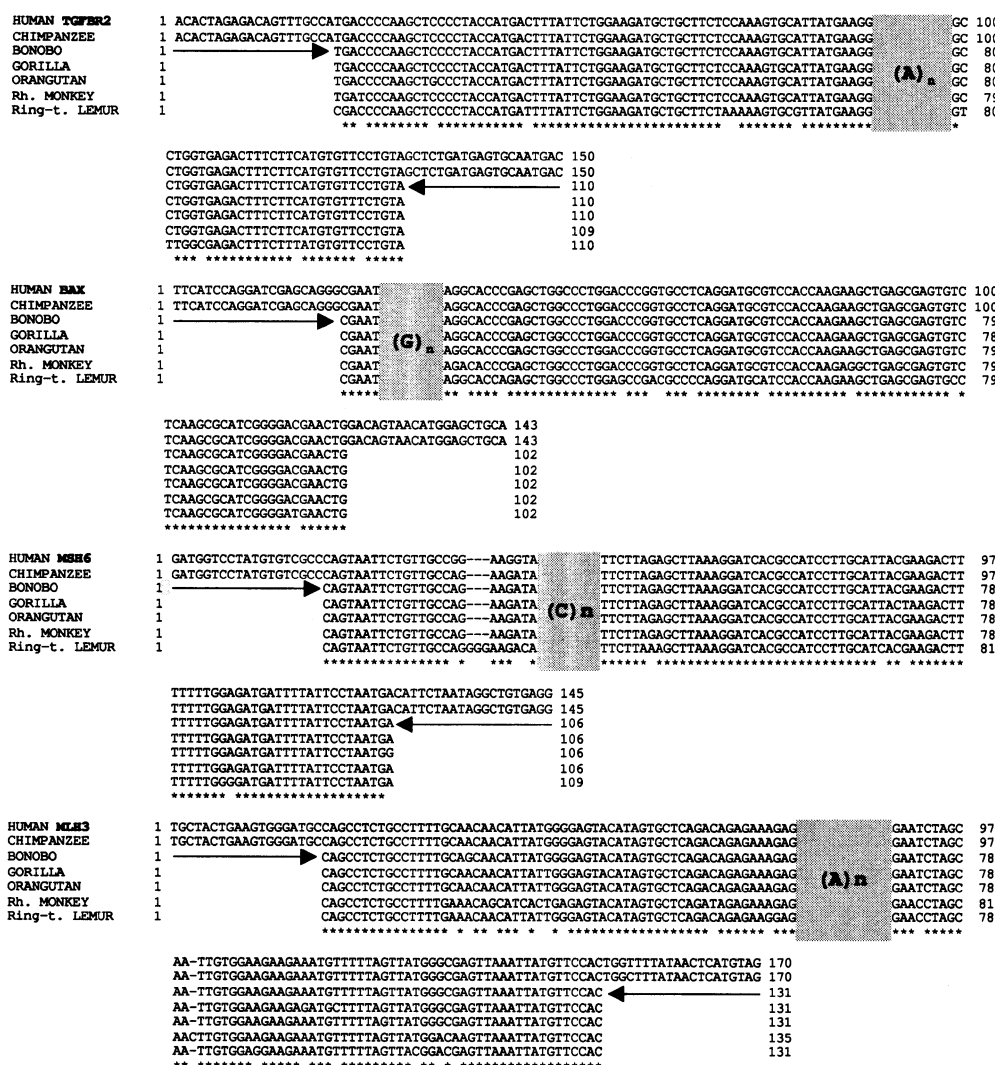 HUMAN TGFBR2 1 ACACTAGAGACAGTTTGCCATGACCCCAAGCTCCCCTACCATGACTTTATTCTGGAAGATGCTGCTTCTCCAAAGTGCATTATGAAGG GC 100
CHIMPANZEE 1 ACACTAGAGACAGTTTGCCATGACCCCAAGCTCCCCTACCATGACTTTATTCTGGAAGATGCTGCTTCTCCAAAGTGCATTATGAAGG GC 100
BONOBO 1 TGACCCCAAGCTCCCCTACCATGACTTTATTCTGGAAGATGCTGCTTCTCCAAAGTGCATTATGAAGG GC 80
GORILLA 1 TGACCCCAAGCTCCCCTACCATGACTTTATTCTGGAAGATGCTGCTTCTCCAAAGTGCATTATGAAGG (A)n GC 80
ORANGUTAN 1 TGACCCCAAGCTGCCCTACCATGACTTTATTCTGGAAGATGCTGCTTCTCCAAAGTGCATTATGAAGG GC 80
Rh. MONKEY 1 TGATCCCAAGCTCCCCTACCATGACTTTATTCTGGAAGATGCTGCTTCTCCAAAGTGCATTATGAAGG GC 79
Ring-t. LEMUR 1 CGACCCCAAGCTCCCCTACCATGATTTTATTCTGGAAGATGCTGCTTCTAAAAAGTGCGTTATGAAGG GT 80
** ******** *********** ************************ *** ****** ********* *
CTGGTGAGACTTTCTTCATGTGTTCCTGTAGCTCTGATGAGTGCAATGAC 150
CTGGTGAGACTTTCTTCATGTGTTCCTGTAGCTCTGATGAGTGCAATGAC 150
CTGGTGAGACTTTCTTCATGTGTTCCTGTA 110
CTGGTGAGACTTTCTTCATGTGTTTCTGTA 110
CTGGTGAGACTTTCTTCATGTGTTCCTGTA 110
CTGGTGAGACTTTCTTCATGTGTTCCTGTA 109
TTGGCGAGACTTTCTTTATGTGTTCCTGTA 110
*** *********** ******* *****
HUMAN BAX 1 TTCATCCAGGATCGAGCAGGGCGAAT AGGCACCCGAGCTGGCCCTGGACCCGGTGCCTCAGGATGCGTCCACCAAGAAGCTGAGCGAGTGTC 100
CHIMPANZEE 1 TTCATCCAGGATCGAGCAGGGCGAAT AGGCACCCGAGCTGGCCCTGGACCCGGTGCCTCAGGATGCGTCCACCAAGAAGCTGAGCGAGTGTC 100
BONOBO 1 CGAAT AGGCACCCGAGCTGGCCCTGGACCCGGTGCCTCAGGATGCGTCCACCAAGAAGCTGAGCGAGTGTC 79
GORILLA 1 CGAAT (G)n AGGCACCCGAGCTGGCCCTGGACCCGGTGCCTCAGGATGCGTCCACCAAGAAGCTGAGCGAGTGTC 78
ORANGUTAN 1 CGAAT AGGCACCCGAGCTGGCCCTGGACCCGGTGCCTCAGGATGCGTCCACCAAGAAGCTGAGCGAGTGTC 79
Rh. MONKEY 1 CGAAT AGACACCCGAGCTGGCCCTGGACCCGGTGCCTCAGGATGCGTCCACCAAGAGGCTGAGCGAGTGTC 79
Ring-t. LEMUR 1 CGAAT AGGCACCAGAGCTGGCCCTGGAGCCGACGCCCCAGGATGCATCCACCAAGAAGCTGAGCGAGTGCC 79
***** ** **** ************** *** *** ******** ********** ************ *
TCAAGCGCATCGGGGACGAACTGGACAGTAACATGGAGCTGCA 143
TCAAGCGCATCGGGGACGAACTGGACAGTAACATGGAGCTGCA 143
TCAAGCGCATCGGGGACGAACTG 102
TCAAGCGCATCGGGGACGAACTG 102
TCAAGCGCATCGGGGACGAACTG 102
TCAAGCGCATCGGGGACGAACTG 102
TCAAGCGCATCGGGGATGAACTG 102
**************** ******
HUMAN MSH6 1 GATGGTCCTATGTGTCGCCCAGTAATTCTGTTGCCGG---AAGGTA TTCTTAGAGCTTAAAGGATCACGCCATCCTTGCATTACGAAGACTT 97
CHIMPANZEE 1 GATGGTCCTATGTGTCGCCCAGTAATTCTGTTGCCAG---AAGATA TTCTTAGAGCTTAAAGGATCACGCCATCCTTGCATTACGAAGACTT 97
BONOBO 1 CAGTAATTCTGTTGCCAG---AAGATA TTCTTAGAGCTTAAAGGATCACGCCATCCTTGCATTACGAAGACTT 78
GORILLA 1 CAGTAATTCTGTTGCCAG---AAGATA (C)n TTCTTAGAGCTTAAAGGATCACGCCATCCTTGCATTACTAAGACTT 78
ORANGUTAN 1 CAGTAATTCTGTTGCCAG---AAGATA TTCTTAGAGCTTAAAGGATCACGCCATCCTTGCATTACGAAGACTT 78
Rh. MONKEY 1 CAGTAATTCTGTTGCCAG---AAGATA TTCTTAGAGCTTAAAGGATCACGCCATCCTTGCATTACGAAGACTT 78
Ring-t. LEMUR 1 CAGTAATTCTGTTGCCAGGGGAAGACA TTCTTAAAGCTTAAAGGATCACGCCATCCTTGCATCACGAAGACTT 81
**************** * *** * ****** **************************** ** *******
TTTTTGGAGATGATTTTATTCCTAATGACATTCTAATAGGCTGTGAGG 145
TTTTTGGAGATGATTTTATTCCTAATGACATTCTAATAGGCTGTGAGG 145
TTTTTGGAGATGATTTTATTCCTAATGA 106
TTTTTGGAGATGATTTTATTCCTAATGA 106
TTTTTGGAGATGATTTTATTCCTAATGG 106
TTTTTGGAGATGATTTTATTCCTAATGA 106
TTTTTGGGGATGATTTTATTCCTAATGA 109
******* *******************
HUMAN MLH3 1 TGCTACTGAAGTGGGATGCCAGCCTCTGCCTTTTGCAACAACATTATGGGGAGTACATAGTGCTCAGACAGAGAAAGAG GAATCTAGC 97
CHIMPANZEE 1 TGCTACTGAAGTGGGATGCCAGCCTCTGCCTTTTGCAACAACATTATGGGGAGTACATAGTGCTCAGACAGAGAAAGAG GAATCTAGC 97
BONOBO 1 CAGCCTCTGCCTTTTGCAGCAACATTATGGGGAGTACATAGTGCTCAGACAGAGAAAGAG GAATCTAGC 78
GORILLA 1 CAGCCTCTGCCTTTTGCAACAACATTATTGGGAGTACATAGTGCTCAGACAGAGAAAGAG (A)n GAATCTAGC 78
ORANGUTAN 1 CAGCCTCTGCCTTTTGCAACAACATTATGGGGAGTACATAGTGCTCAGACAGAGAAAGAG GAATCTAGC 78
Rh. MONKEY 1 CAGCCTCTGCCTTTTGAAACAGCATCACTGAGAGTACATAGTGCTCAGATAGAGAAAGAG GAACCTAGC 81
Ring-t. LEMUR 1 CAGCCTCTGCCTTTTGAAACAACATTATTGGGAGTACATAGTGCTCAGACAGAGAAGGAG GAACCTAGC 78
**************** * ** *** * * ****************** ****** *** *** *****
AA-TTGTGGAAGAAGAAATGTTTTTAGTTATGGGCGAGTTAAATTATGTTCCACTGGTTTTATAACTCATGTAG 170
AA-TTGTGGAAGAAGAAATGTTTTTAGTTATGGGCGAGTTAAATTATGTTCCACTGGCTTTATAACTCATGTAG 170
AA-TTGTGGAAGAAGAAATGTTTTTAGTTATGGGCGAGTTAAATTATGTTCCAC 131
AA-TTGTGGAAGAAGAGATGCTTTTAGTTATGGGCGAGTTAAATTATGTTCCAC 131
AA-TTGTGGAAGAAGAAATGTTTTTAGTTATGGGCGAGTTAAATTATGTTCCAC 131
AACTTGTGGAAGAAGAAATGTTTTTAGTTATGGACAAGTTAAATTATGTTCCAC 135
AA-TTGTGGAGGAAGAAATGTTTTTAGTTACGGACGAGTTAAATTATGTTCCAC 131
** ******* ***** *** ********* ** * ******************